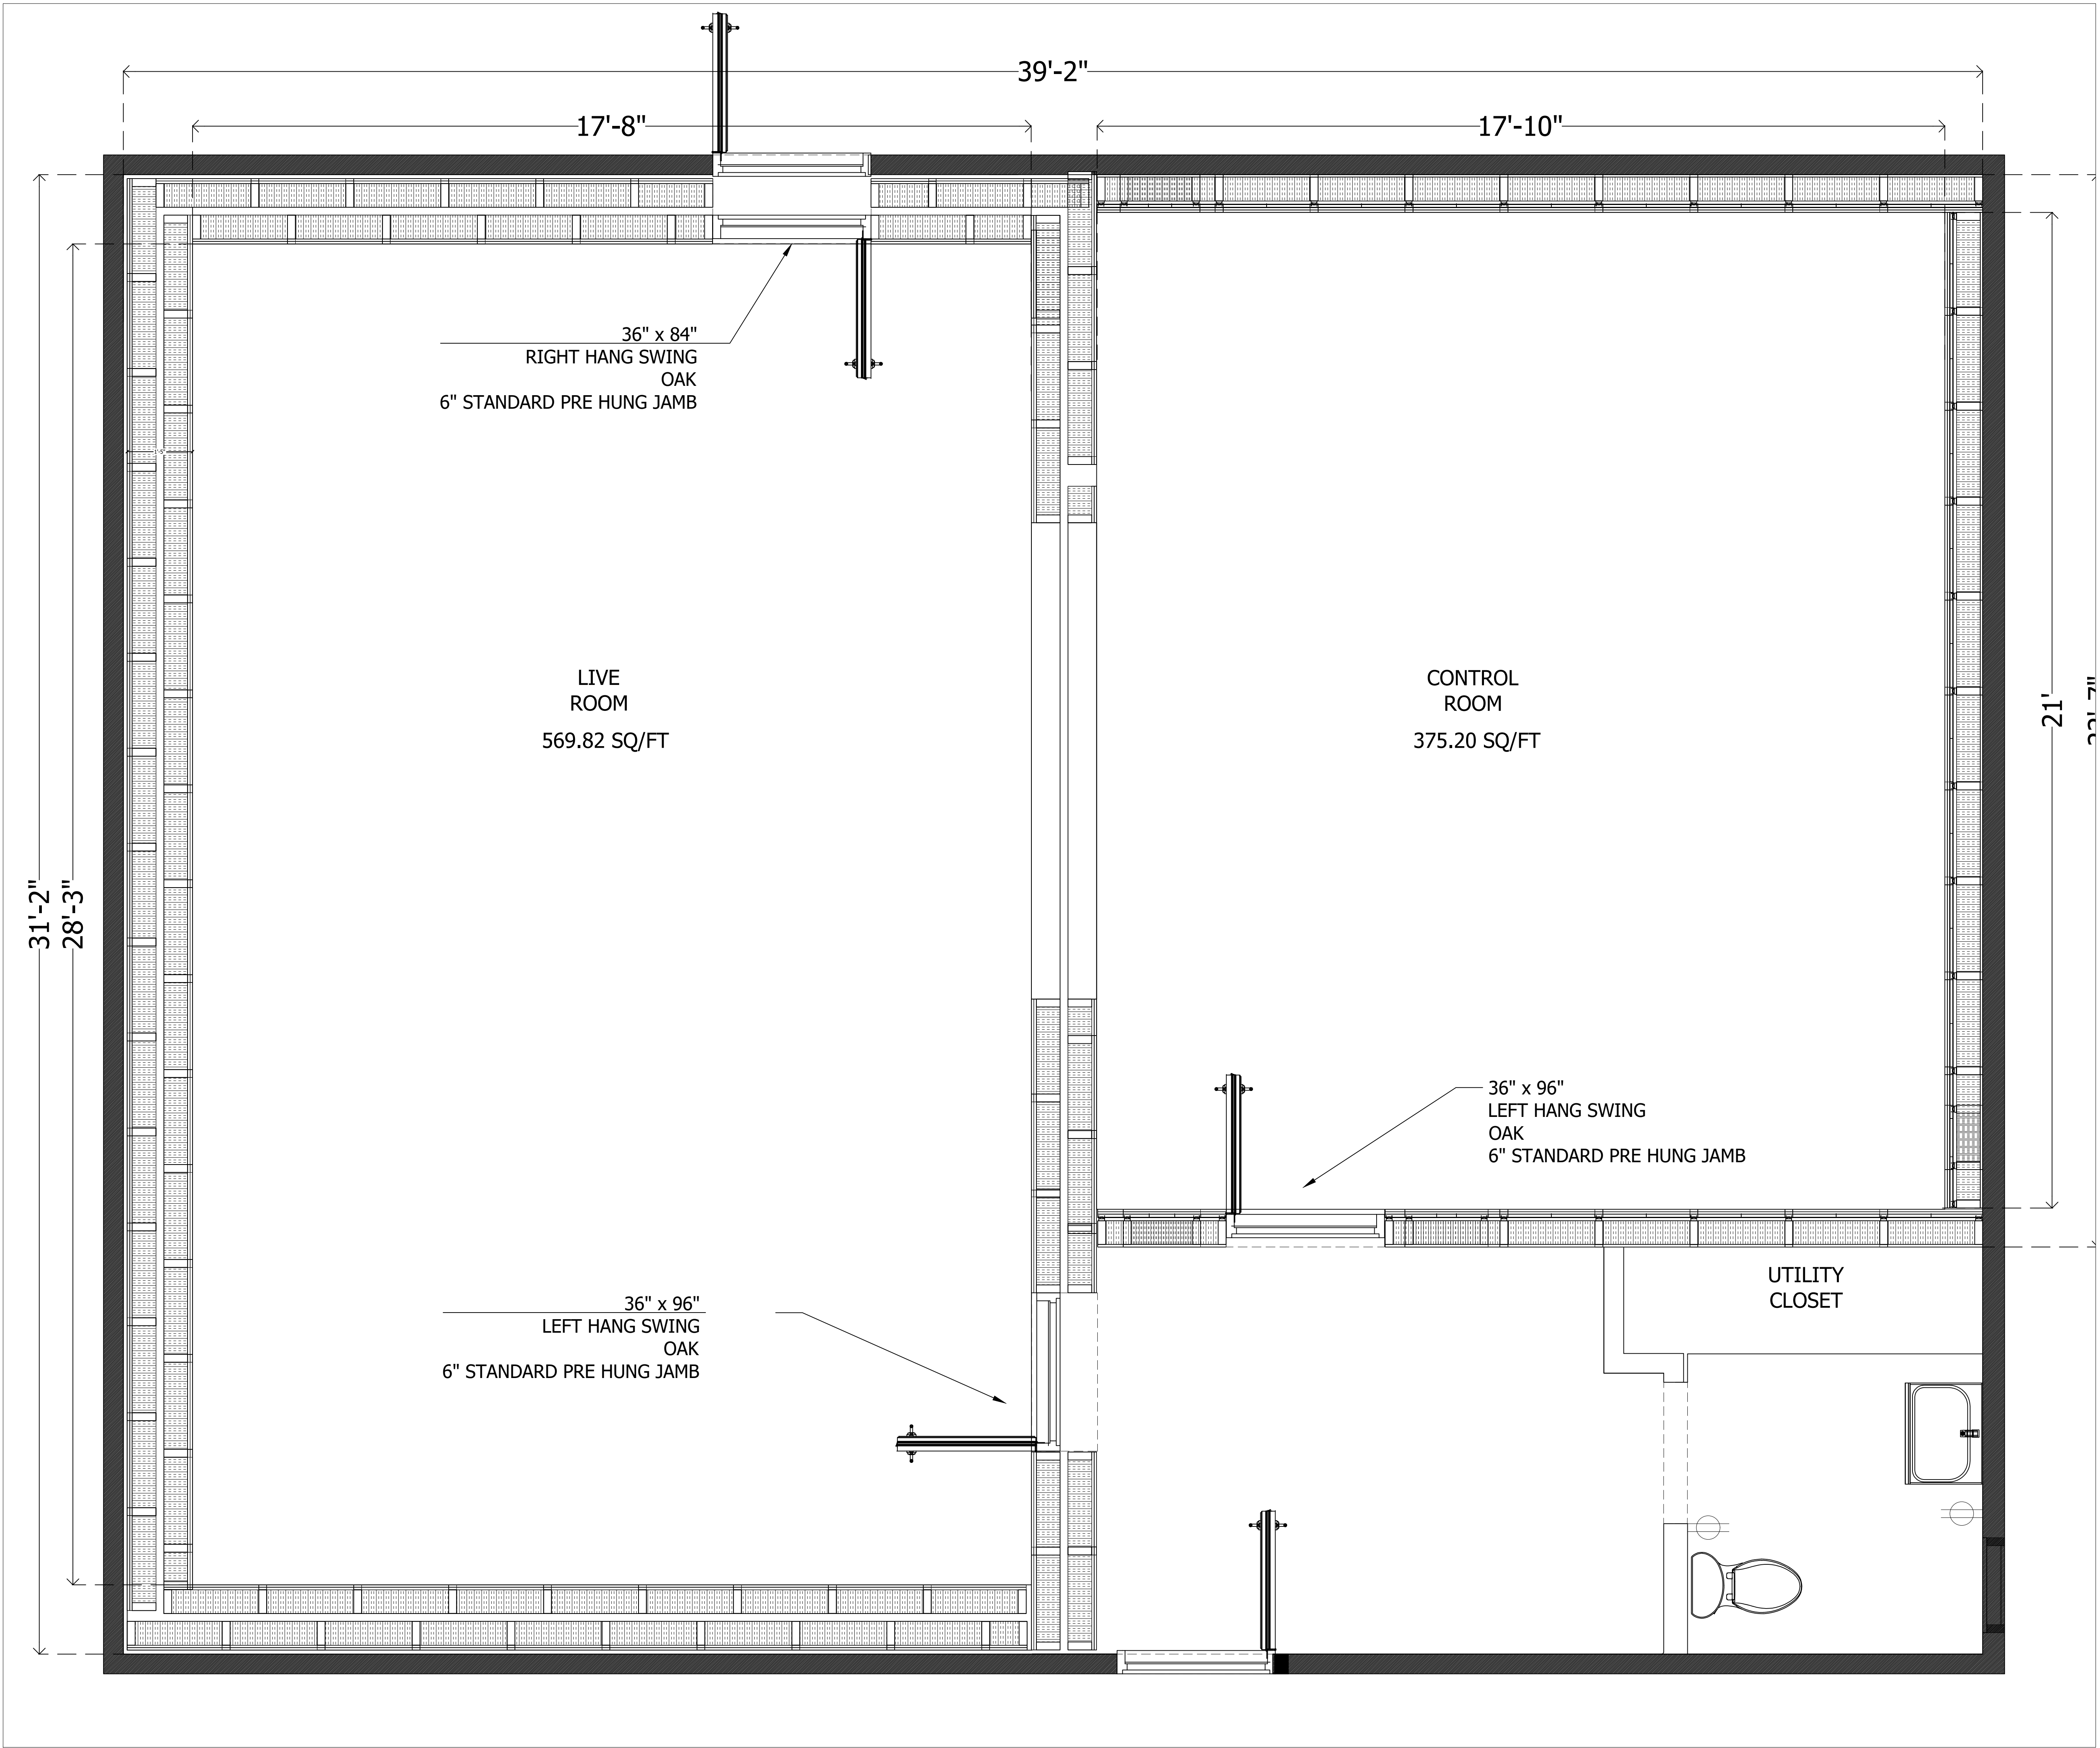 39'-2"
17'-8"
17'-10"
36" x 84"
RIGHT HANG SWING
OAK
6" STANDARD PRE HUNG JAMB
1'-5"
LIVE
ROOM
569.82 SQ/FT
CONTROL
ROOM
375.20 SQ/FT
21'
31'-2"
28'-3"
36" x 96"
LEFT HANG SWING
OAK
6" STANDARD PRE HUNG JAMB
UTILITY
CLOSET
36" x 96"
LEFT HANG SWING
OAK
6" STANDARD PRE HUNG JAMB